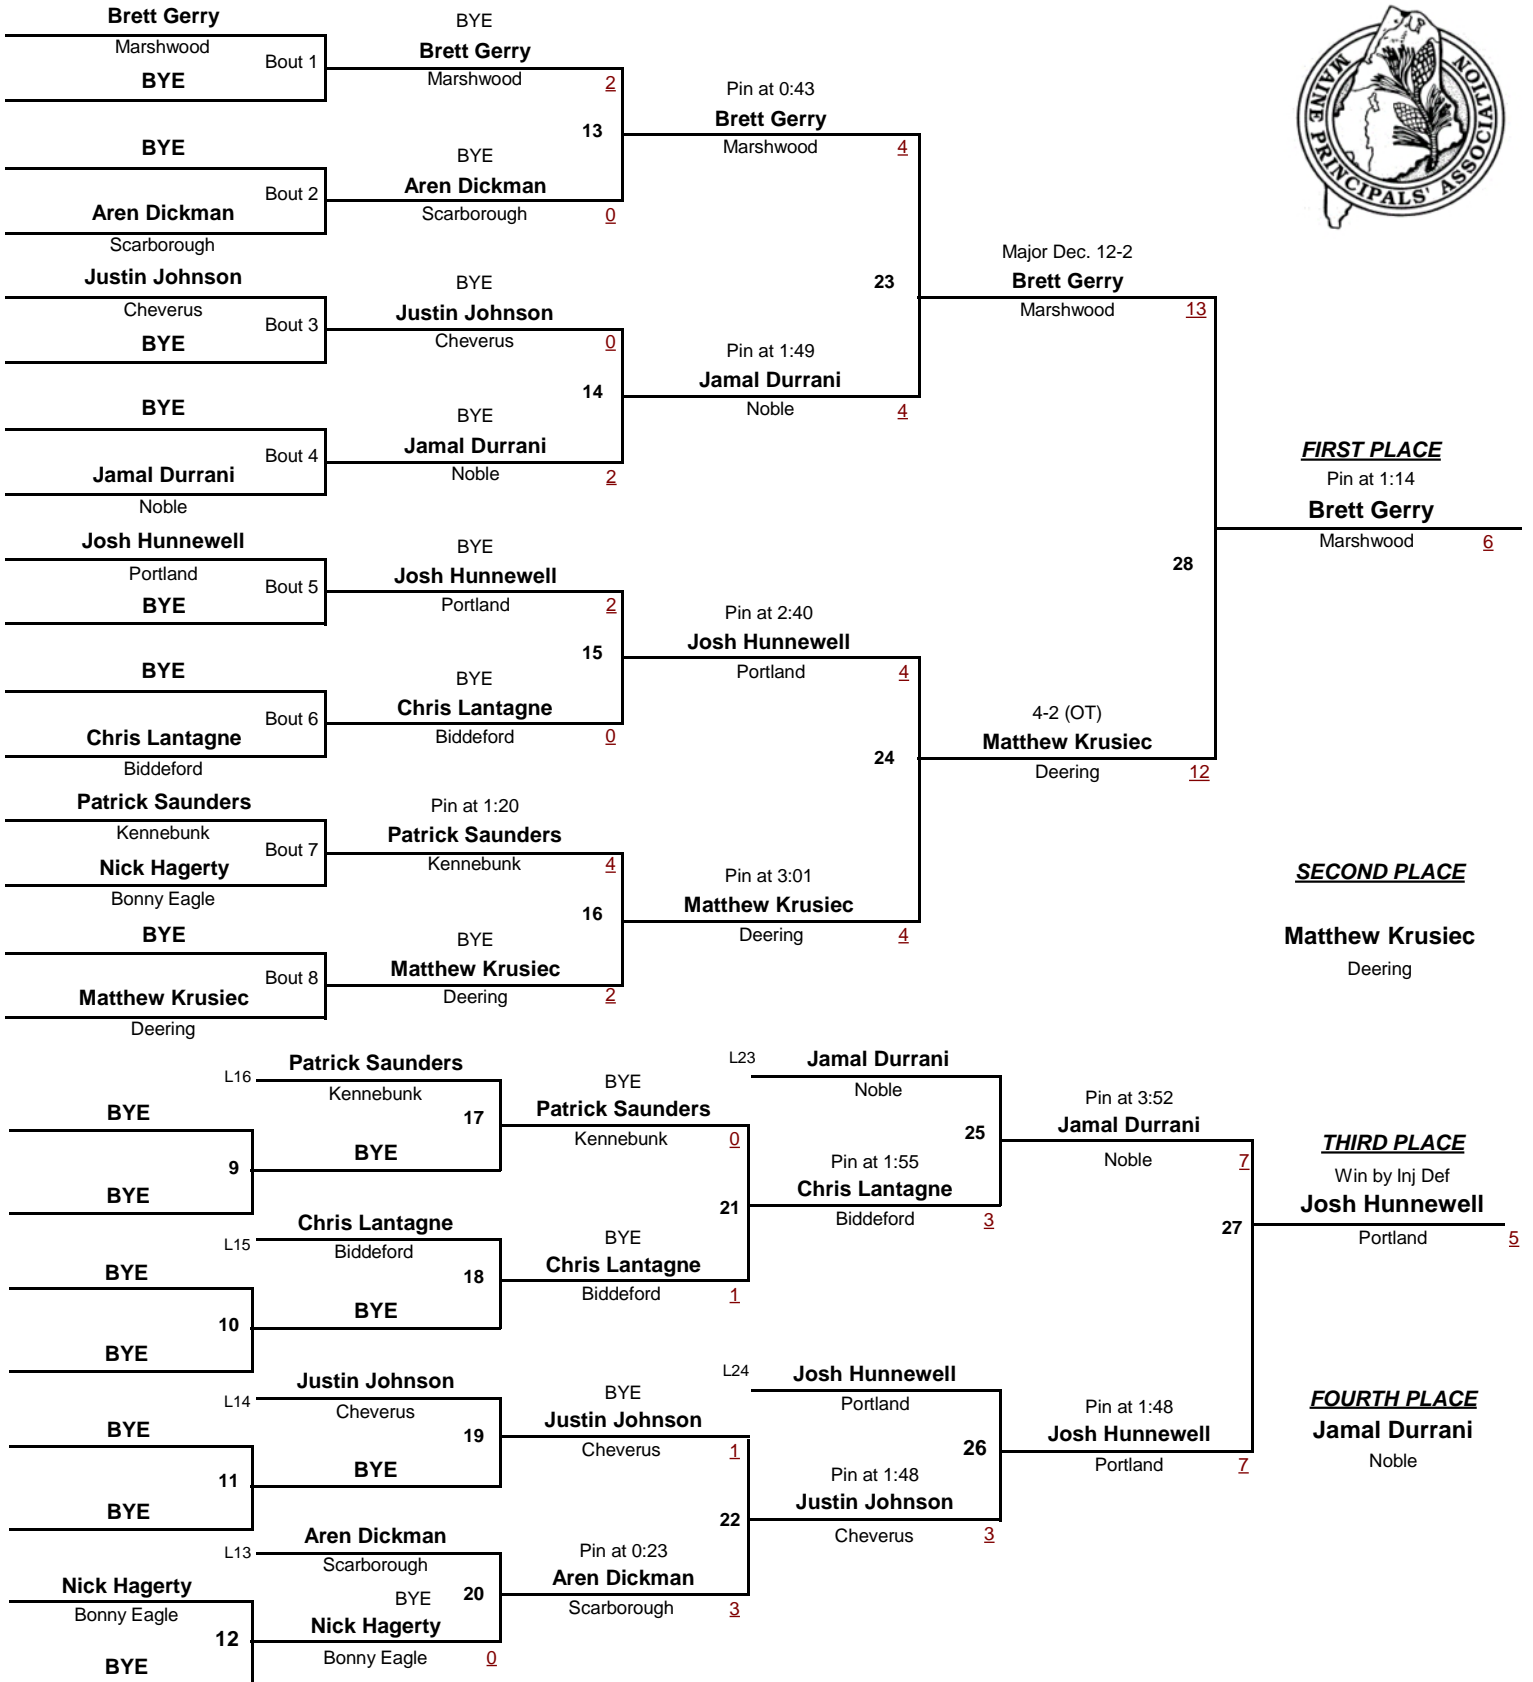 Brett Gerry
Marshwood
Bout 1
BYE
BYE
Bout 2
Aren Dickman
Scarborough
Justin Johnson
Cheverus
Bout 3
BYE
BYE
Bout 4
Jamal Durrani
Noble
Josh Hunnewell
Portland
Bout 5
BYE
BYE
Bout 6
Chris Lantagne
Biddeford
Patrick Saunders
Kennebunk
Bout 7
Nick Hagerty
Bonny Eagle
BYE
Bout 8
Matthew Krusiec
Deering
BYE
Brett Gerry
Marshwood
2
13
BYE
Aren Dickman
Scarborough
0
BYE
Justin Johnson
Cheverus
0
14
BYE
Jamal Durrani
Noble
2
BYE
Josh Hunnewell
Portland
2
15
BYE
Chris Lantagne
Biddeford
0
Pin at 1:20
Patrick Saunders
Kennebunk
4
16
BYE
Matthew Krusiec
Deering
2
Pin at 0:43
Brett Gerry
Marshwood
4
23
Pin at 1:49
Jamal Durrani
Noble
4
Pin at 2:40
Josh Hunnewell
Portland
4
24
Pin at 3:01
Matthew Krusiec
Deering
4
Major Dec. 12-2
Brett Gerry
Marshwood
13
28
4-2 (OT)
Matthew Krusiec
Deering
12
MAINE PRINCIPALS' ASSOCIATION
FIRST PLACE
Pin at 1:14
Brett Gerry
Marshwood
6
SECOND PLACE
Matthew Krusiec
Deering
BYE
9
BYE
BYE
10
BYE
BYE
11
BYE
Nick Hagerty
Bonny Eagle
12
BYE
L16
Patrick Saunders
Kennebunk
17
BYE
L15
Chris Lantagne
Biddeford
18
BYE
L14
Justin Johnson
Cheverus
19
BYE
L13
Aren Dickman
Scarborough
20
BYE
Nick Hagerty
Bonny Eagle
0
BYE
Patrick Saunders
Kennebunk
0
21
BYE
Chris Lantagne
Biddeford
1
BYE
Justin Johnson
Cheverus
1
22
Pin at 0:23
Aren Dickman
Scarborough
3
L23
Jamal Durrani
Noble
25
Pin at 1:55
Chris Lantagne
Biddeford
3
L24
Josh Hunnewell
Portland
26
Pin at 1:48
Justin Johnson
Cheverus
3
Pin at 3:52
Jamal Durrani
Noble
7
27
Pin at 1:48
Josh Hunnewell
Portland
7
THIRD PLACE
Win by Inj Def
Josh Hunnewell
Portland
5
FOURTH PLACE
Jamal Durrani
Noble